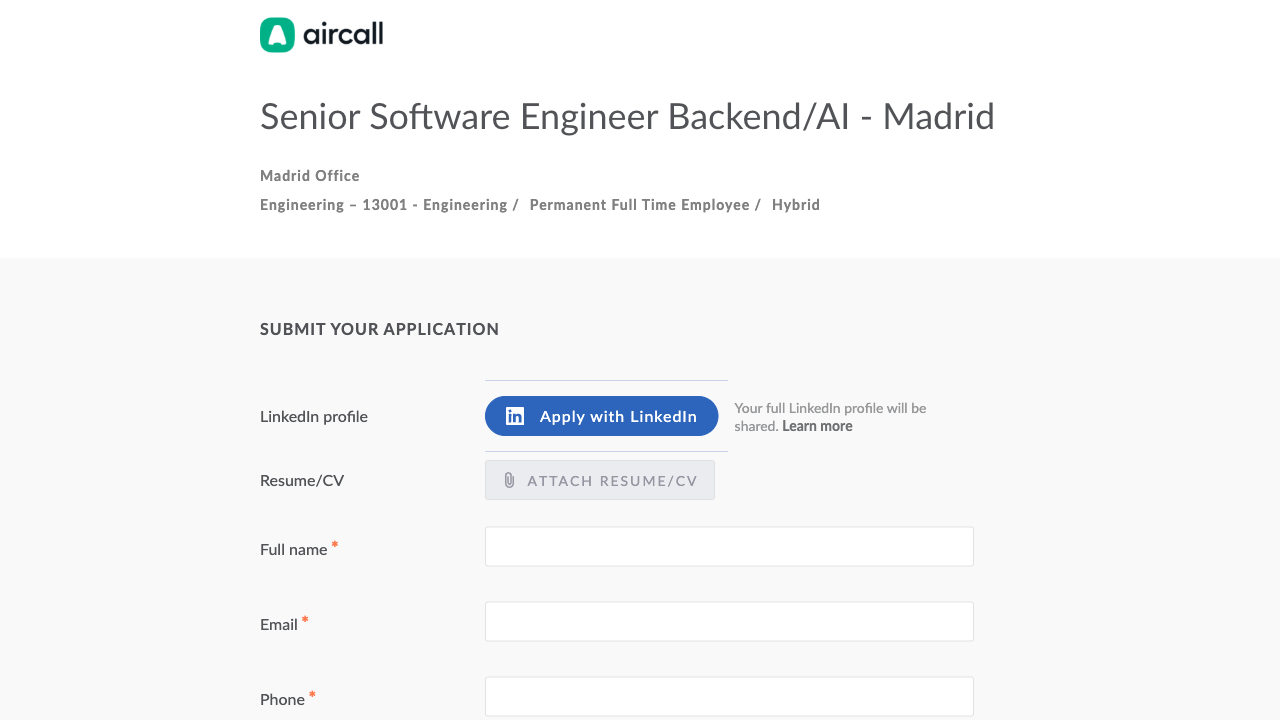 aircall
Senior Software Engineer Backend/AI - Madrid
Madrid Office
Engineering – 13001 - Engineering / Permanent Full Time Employee / Hybrid
SUBMIT YOUR APPLICATION
LinkedIn profile
in Apply with LinkedIn
Your full LinkedIn profile will be
shared. Learn more
Resume/CV
ATTACH RESUME/CV
Full name *
Email *
Phone *